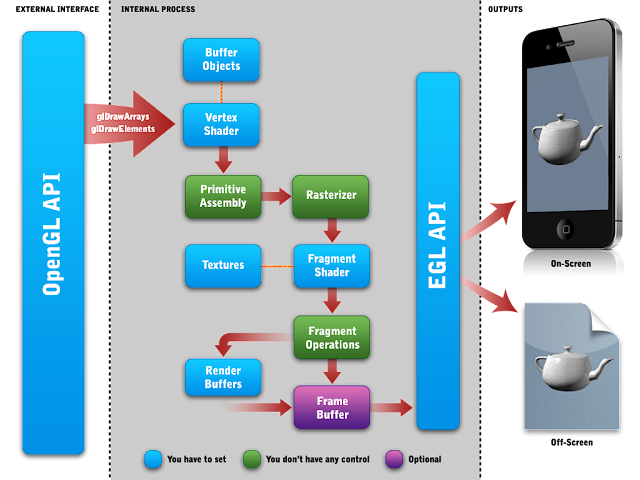 EXTERNAL INTERFACE
INTERNAL PROCESS
OUTPUTS
OpenGL API
glDrawArrays
glDrawElements
Buffer
Objects
Vertex
Shader
Primitive
Assembly
Rasterizer
Textures
Fragment
Shader
Fragment
Operations
Render
Buffers
Frame
Buffer
EGL API
On-Screen
Off-Screen
You have to set
You don't have any control
Optional